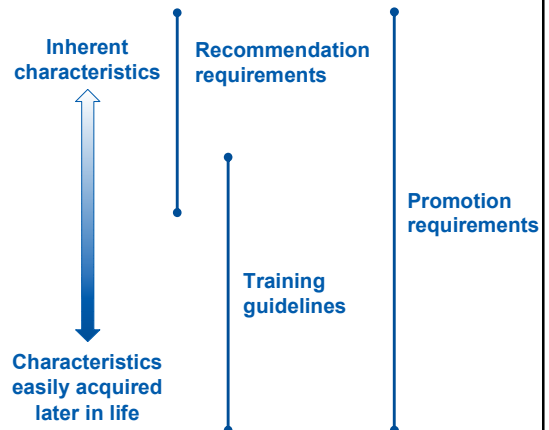 Inherent
characteristics
Recommendation
requirements
Promotion
requirements
Training
guidelines
Characteristics
easily acquired
later in life